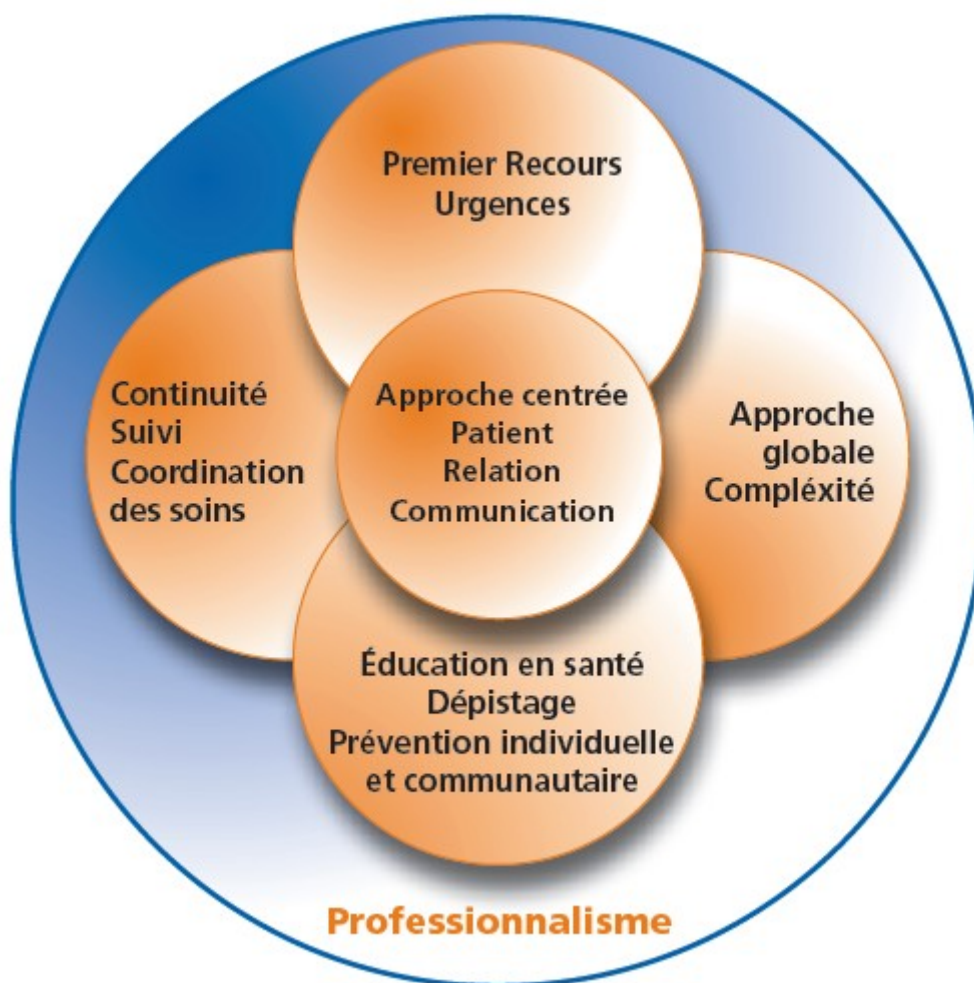 Premier Recours
Urgences
Continuité
Suivi
Coordination
des soins
Approche centrée
Patient
Relation
Communication
Approche
globale
Compléxité
Éducation en santé
Dépistage
Prévention individuelle
et communautaire
Professionnalisme